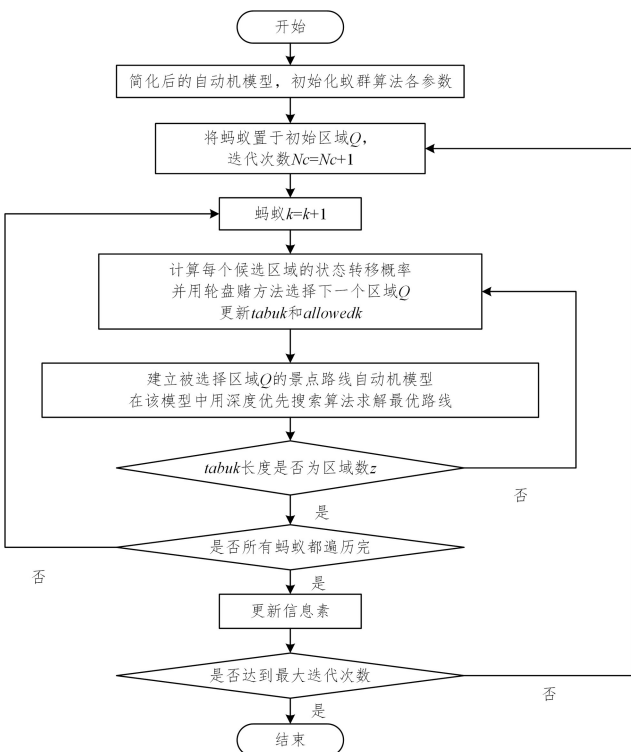 开始
简化后的自动机模型，初始化蚁群算法各参数
将蚂蚁置于初始区域Q，
迭代次数Nc=Nc+1
蚂蚁k=k+1
计算每个候选区域的状态转移概率
并用轮盘赌方法选择下一个区域Q
更新tabuk和allowedk
建立被选择区域Q的景点路线自动机模型
在该模型中用深度优先搜索算法求解最优路线
tabuk长度是否为区域数z
否
是
是否所有蚂蚁都遍历完
否
是
更新信息素
是否达到最大迭代次数
否
是
结束